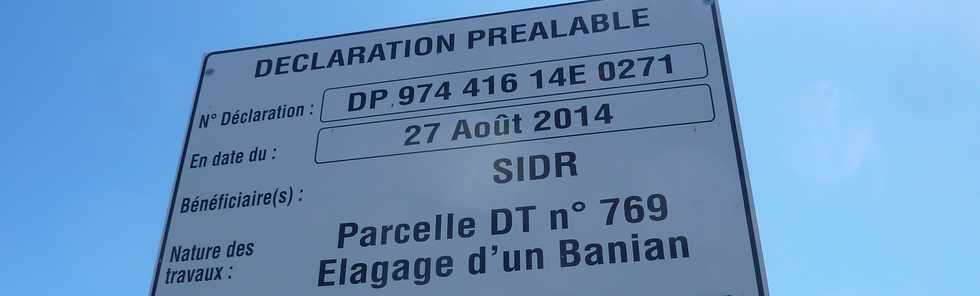 DECLARATION PREALABLE
N° Déclaration : DP 974 416 14E 0271
En date du : 27 Août 2014
Bénéficiaire(s) : SIDR
Nature des travaux : Parcelle DT n° 769
Elagage d'un Banian